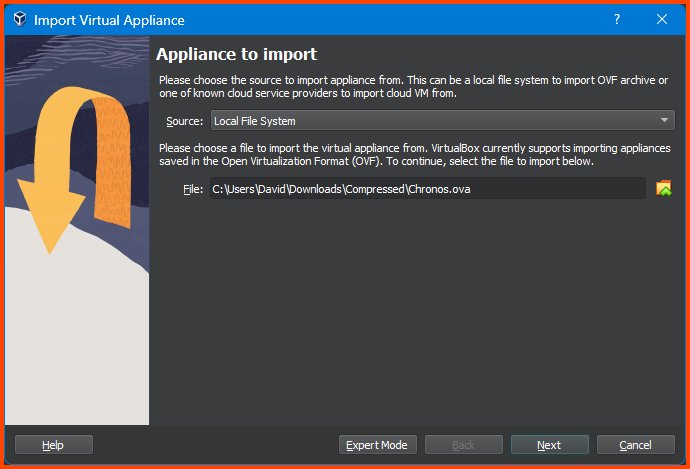 Import Virtual Appliance
?
Appliance to import
Please choose the source to import appliance from. This can be a local file system to import OVF archive or
one of known cloud service providers to import cloud VM from.
Source: Local File System
Please choose a file to import the virtual appliance from. VirtualBox currently supports importing appliances
saved in the Open Virtualization Format (OVF). To continue, select the file to import below.
File: C:\Users\David\Downloads\Compressed\Chronos.ova
Help Expert Mode Back Next Cancel